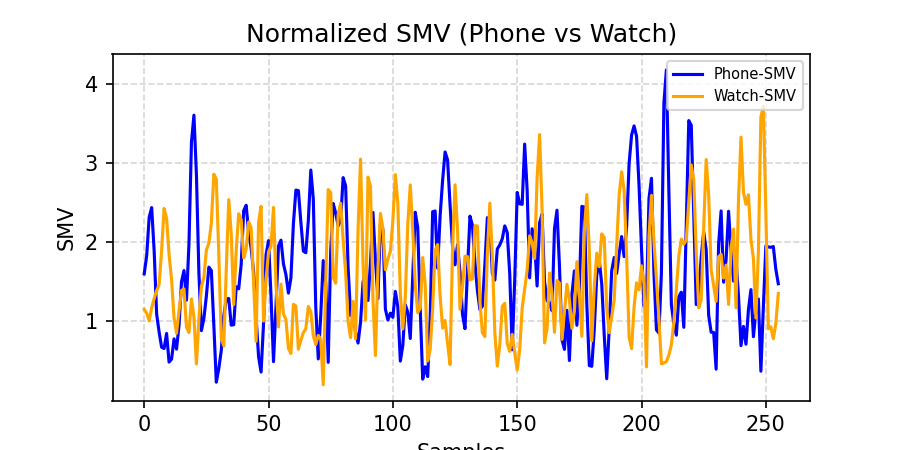 Normalized SMV (Phone vs Watch)
Phone-SMV
Watch-SMV
SMV
4
3
2
1
0 50 100 150 200 250
Samples